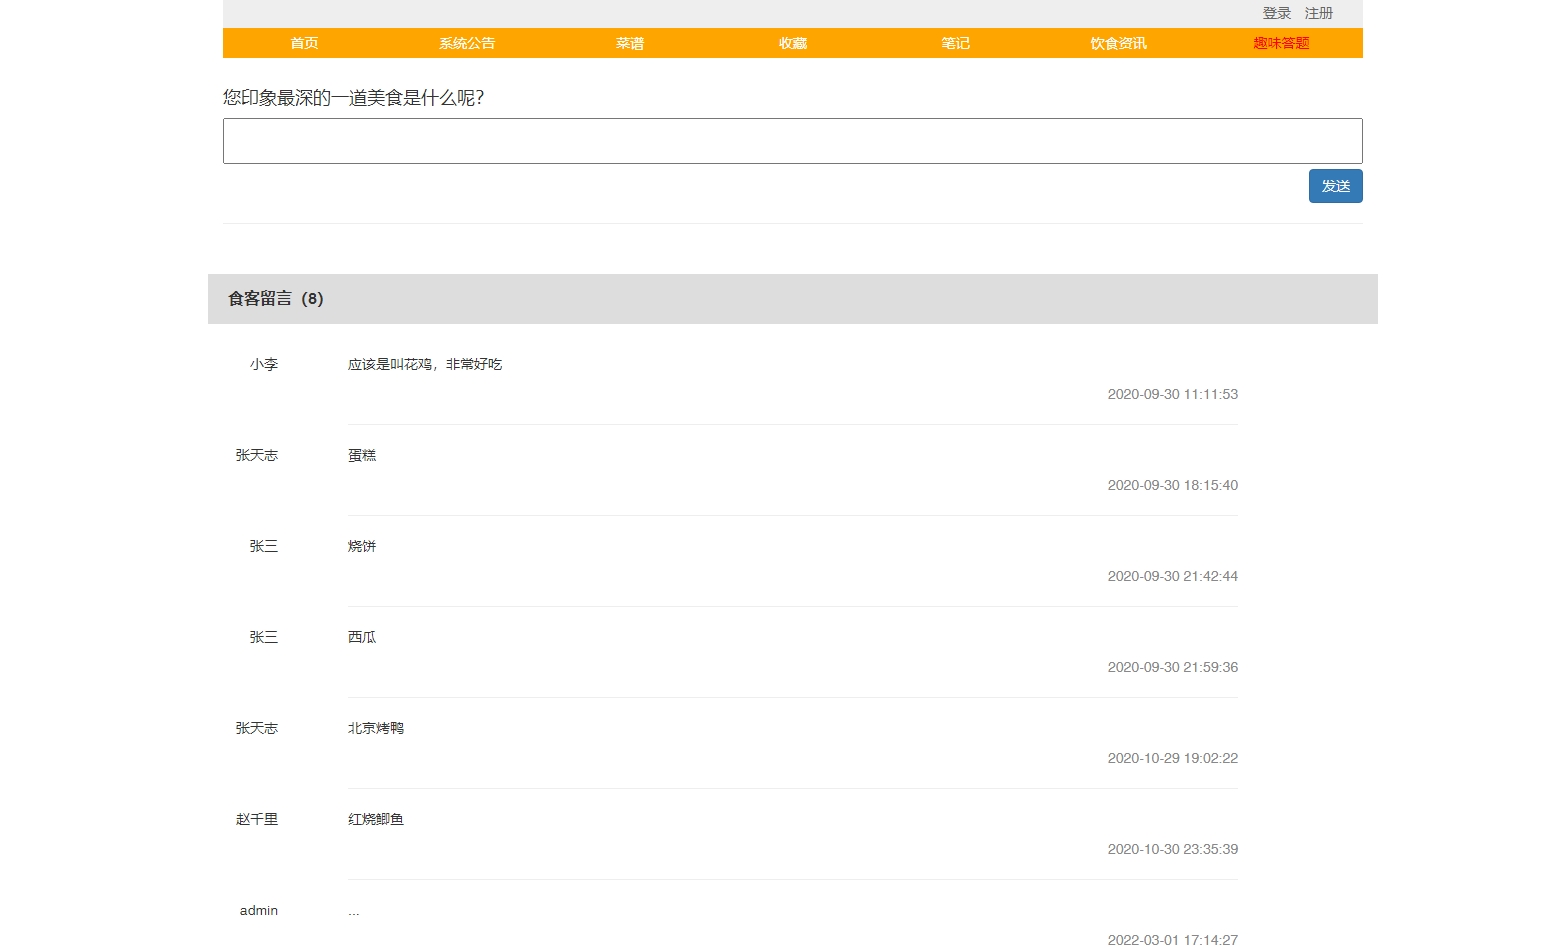 登录 注册
首页 系统公告 菜谱 收藏 笔记 饮食资讯 趣味答题
您印象最深的一道美食是什么呢?
发送
食客留言（8）
小李 应该是叫花鸡，非常好吃
2020-09-30 11:11:53
张天志 蛋糕
2020-09-30 18:15:40
张三 烧饼
2020-09-30 21:42:44
张三 西瓜
2020-09-30 21:59:36
张天志 北京烤鸭
2020-10-29 19:02:22
赵千里 红烧鲫鱼
2020-10-30 23:35:39
admin ...
2022-03-01 17:14:27